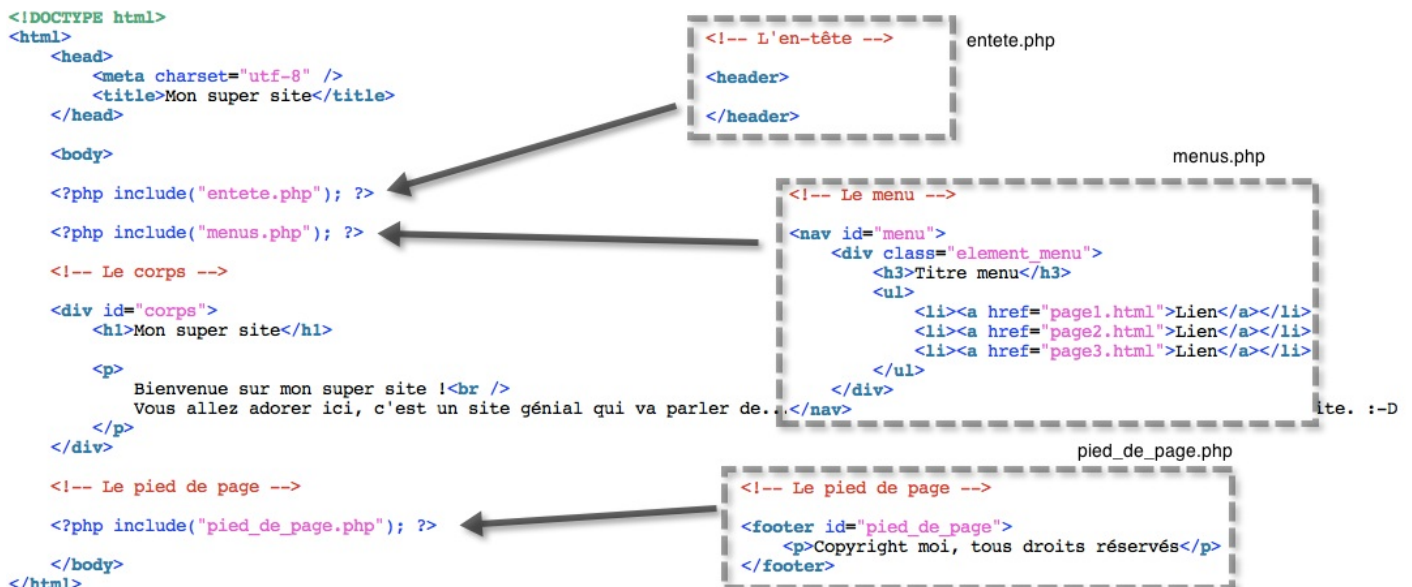 <!DOCTYPE html>
<html>
<head>
<meta charset="utf-8" />
<title>Mon super site</title>
</head>
<body>
<?php include("entete.php"); ?>
<?php include("menus.php"); ?>
<!-- Le corps -->
<div id="corps">
<h1>Mon super site</h1>
<p>
Bienvenue sur mon super site !<br />
Vous allez adorer ici, c'est un site génial qui va parler de... ite. :-D
</p>
</div>
<!-- Le pied de page -->
<?php include("pied_de_page.php"); ?>
</body>
</html>
entete.php
<!-- L'en-tête -->
<header>
</header>
menus.php
<!-- Le menu -->
<nav id="menu">
<div class="element_menu">
<h3>Titre menu</h3>
<ul>
<li><a href="page1.html">Lien</a></li>
<li><a href="page2.html">Lien</a></li>
<li><a href="page3.html">Lien</a></li>
</ul>
</div>
</nav>
pied_de_page.php
<!-- Le pied de page -->
<footer id="pied_de_page">
<p>Copyright moi, tous droits réservés</p>
</footer>